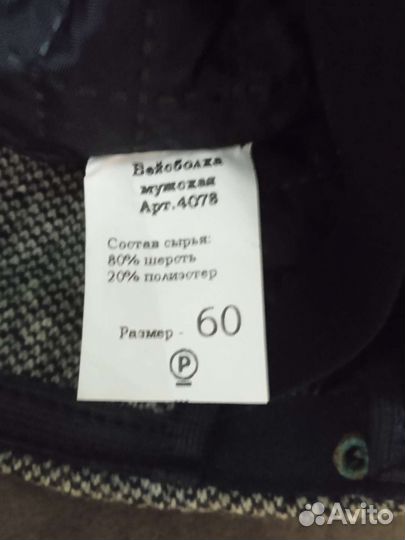 Бейсболка
мужская
Арт.4078
Состав сырья:
80% шерсть
20% полиэстер
Размер - 60
P
Avito